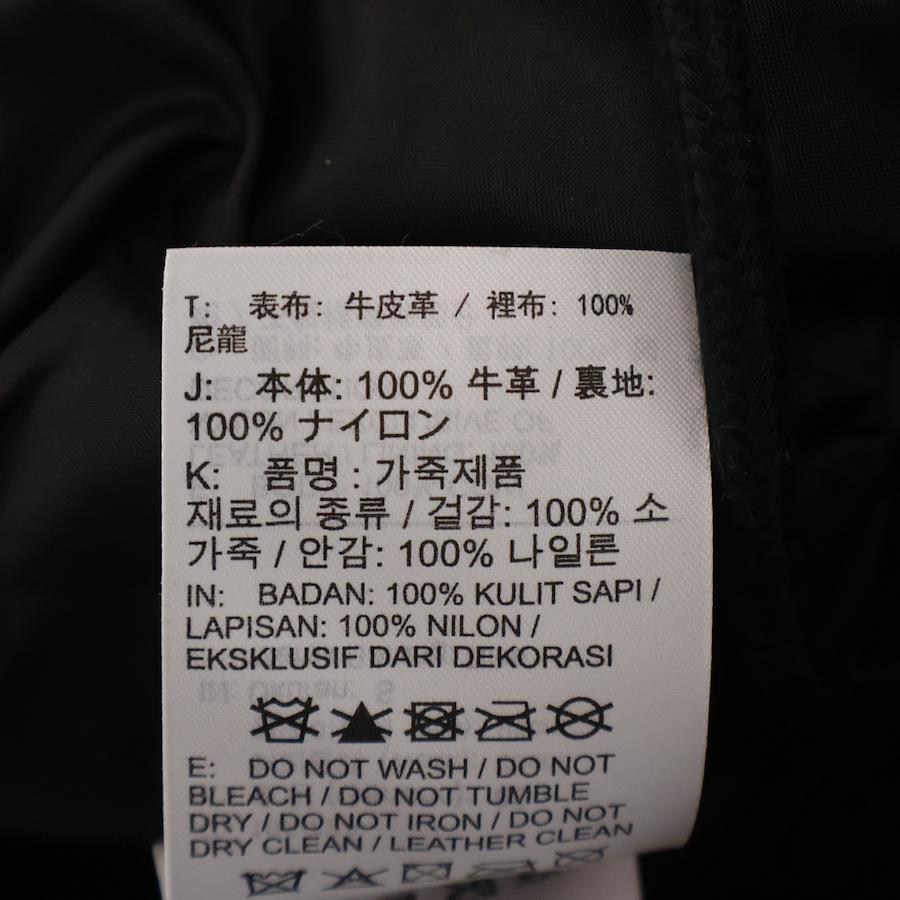 T: 表布: 牛皮革 / 裡布: 100%
尼龍
J: 本体: 100% 牛革 / 裏地:
100% ナイロン
K: 품명 : 가죽제품
재료의 종류 / 걸감: 100% 소
가죽 / 안감: 100% 나일론
IN: BADAN: 100% KULIT SAPI /
LAPISAN: 100% NILON /
EKSKLUSIF DARI DEKORASI
E: DO NOT WASH / DO NOT
BLEACH / DO NOT TUMBLE
DRY / DO NOT IRON / DO NOT
DRY CLEAN / LEATHER CLEAN